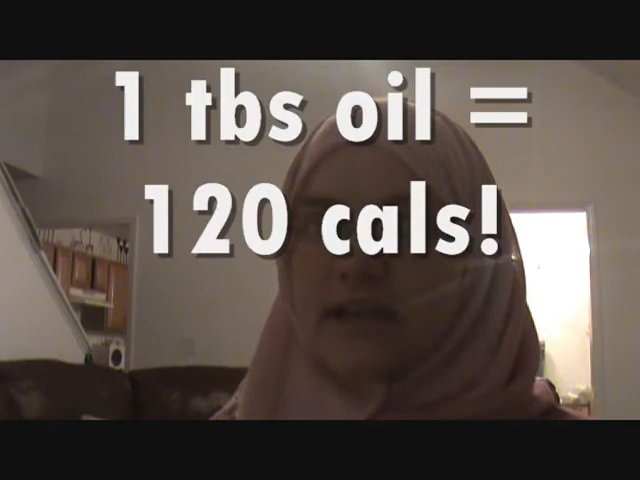 1 tbs oil =
120 cals!